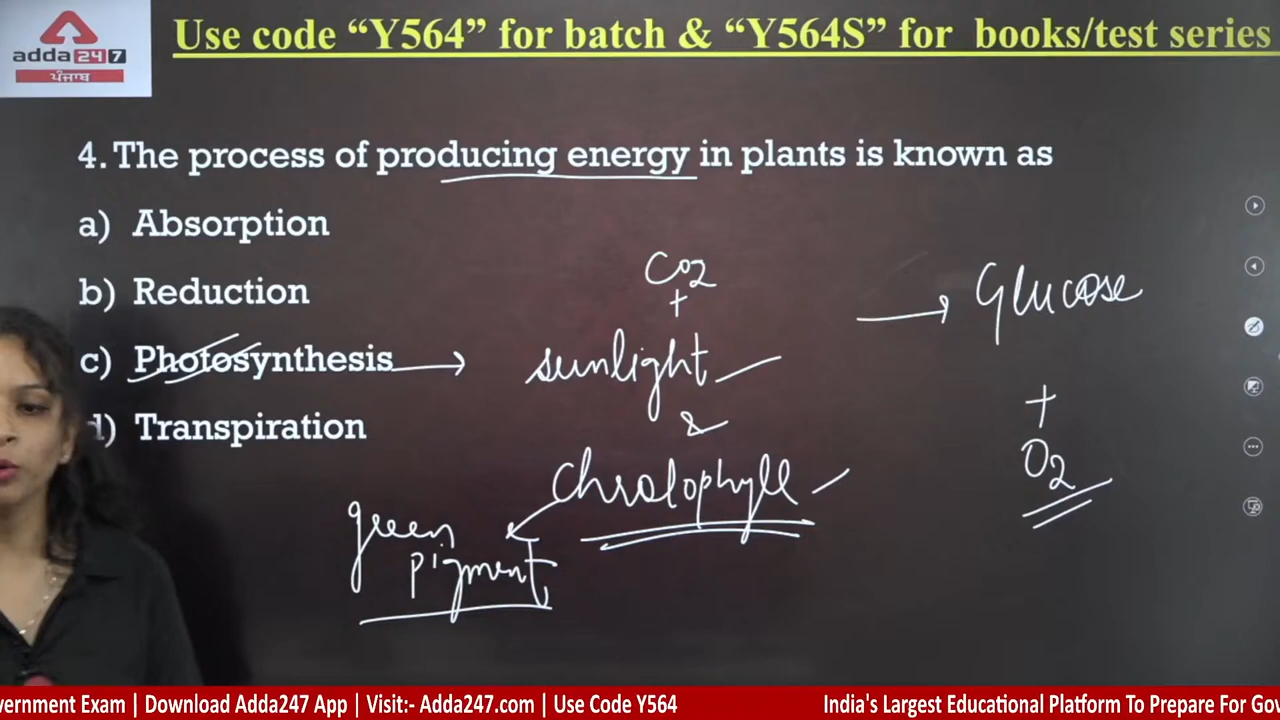 adda247
ਪੰਜਾਬ
Use code “Y564” for batch & “Y564S” for books/test series
4. The process of producing energy in plants is known as
a) Absorption
b) Reduction
c) Photosynthesis
d) Transpiration
CO2
+
sunlight
&
chrolophyll
green
pigment
Glucose
+
O2
vernment Exam | Download Adda247 App | Visit:- Adda247.com | Use Code Y564
India's Largest Educational Platform To Prepare For Gov